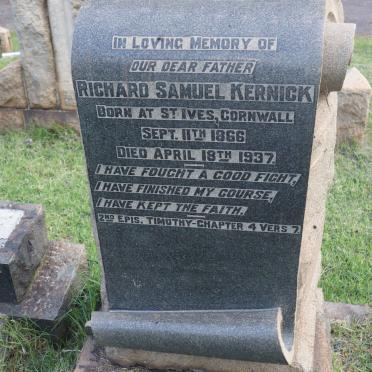 IN LOVING MEMORY OF
OUR DEAR FATHER
RICHARD SAMUEL KERNICK
BORN AT ST IVES, CORNWALL
SEPT. 11TH 1866
DIED APRIL 18TH 1937.
I HAVE FOUGHT A GOOD FIGHT,
I HAVE FINISHED MY COURSE,
I HAVE KEPT THE FAITH.
2ND EPIS. TIMOTHY-CHAPTER 4 VERS 7